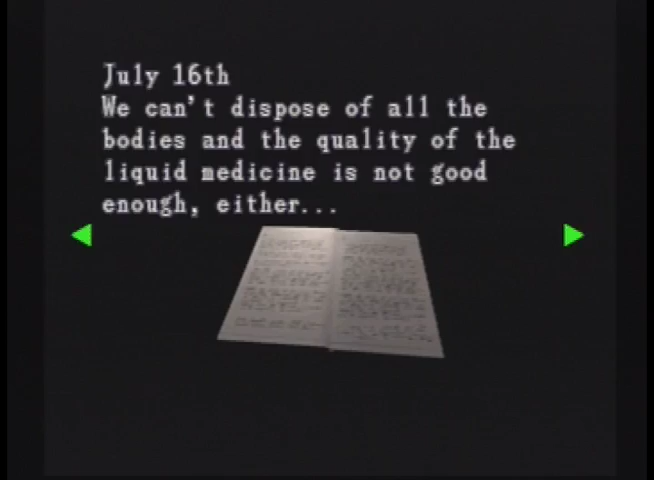 July 16th
We can't dispose of all the
bodies and the quality of the
liquid medicine is not good
enough, either...